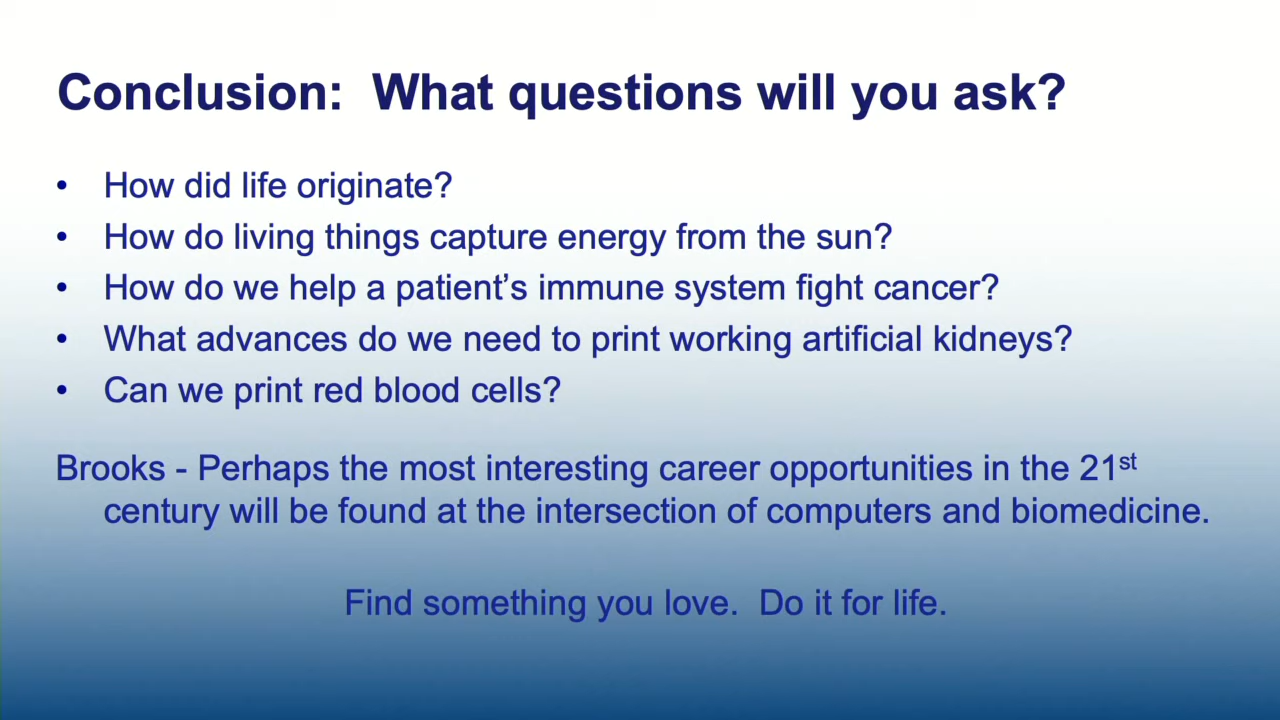 Conclusion:  What questions will you ask?
• How did life originate?
• How do living things capture energy from the sun?
• How do we help a patient’s immune system fight cancer?
• What advances do we need to print working artificial kidneys?
• Can we print red blood cells?
Brooks - Perhaps the most interesting career opportunities in the 21st
century will be found at the intersection of computers and biomedicine.
Find something you love.  Do it for life.